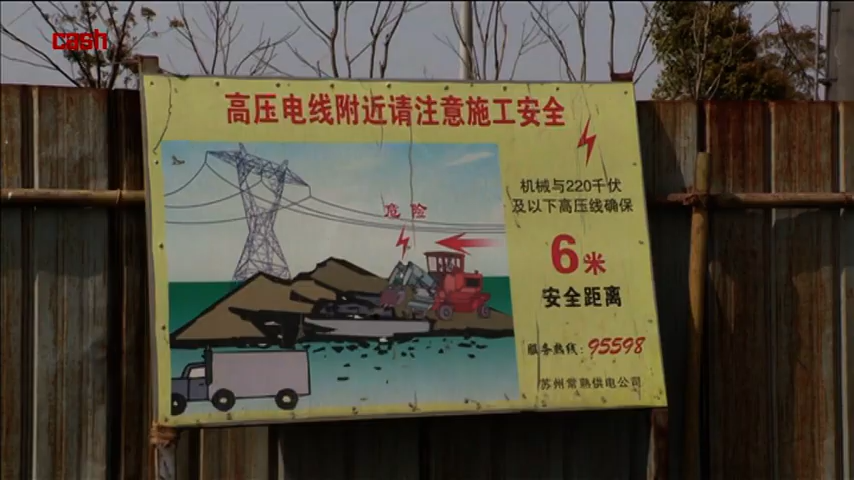 cash
高压电线附近请注意施工安全
危险
机械与220千伏
及以下高压线确保
6米
安全距离
服务热线:95598
苏州常熟供电公司